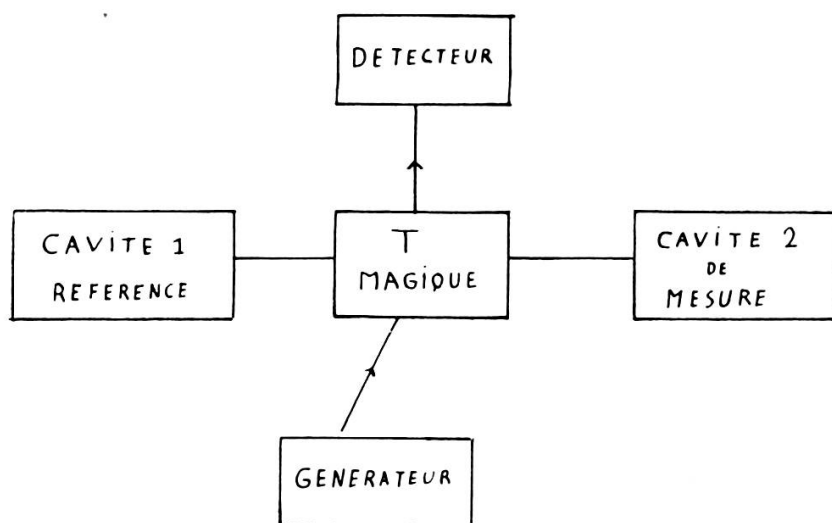 DETECTEUR
CAVITE 1
REFERENCE
T
MAGIQUE
CAVITE 2
DE
MESURE
GENERATEUR